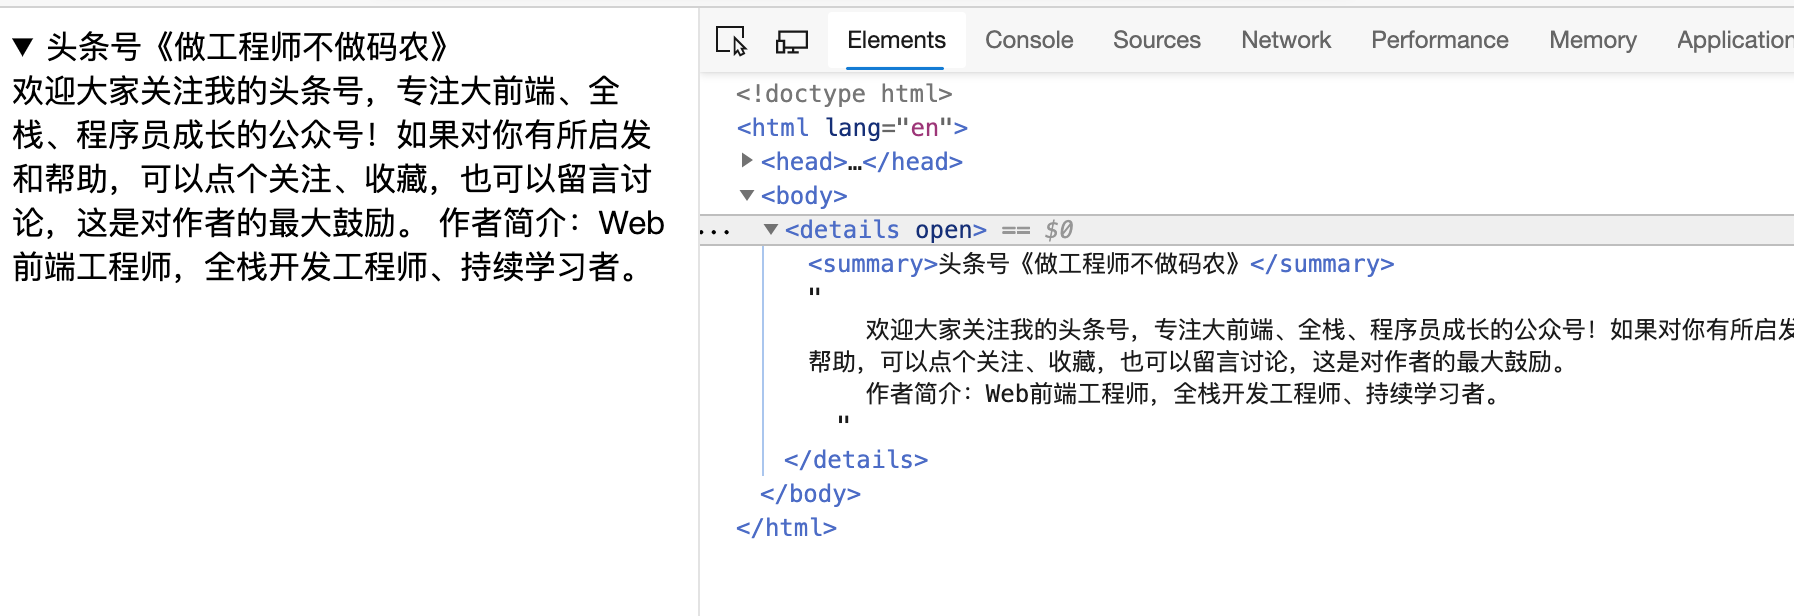 头条号《做工程师不做码农》
欢迎大家关注我的头条号，专注大前端、全
栈、程序员成长的公众号！如果对你有所启发
和帮助，可以点个关注、收藏，也可以留言讨
论，这是对作者的最大鼓励。 作者简介：Web
前端工程师，全栈开发工程师、持续学习者。
Elements Console Sources Network Performance Memory Application
<!doctype html>
<html lang="en">
<head>…</head>
<body>
... <details open> == $0
<summary>头条号《做工程师不做码农》</summary>
"
欢迎大家关注我的头条号，专注大前端、全栈、程序员成长的公众号！如果对你有所启发
帮助，可以点个关注、收藏，也可以留言讨论，这是对作者的最大鼓励。
作者简介：Web前端工程师，全栈开发工程师、持续学习者。
"
</details>
</body>
</html>